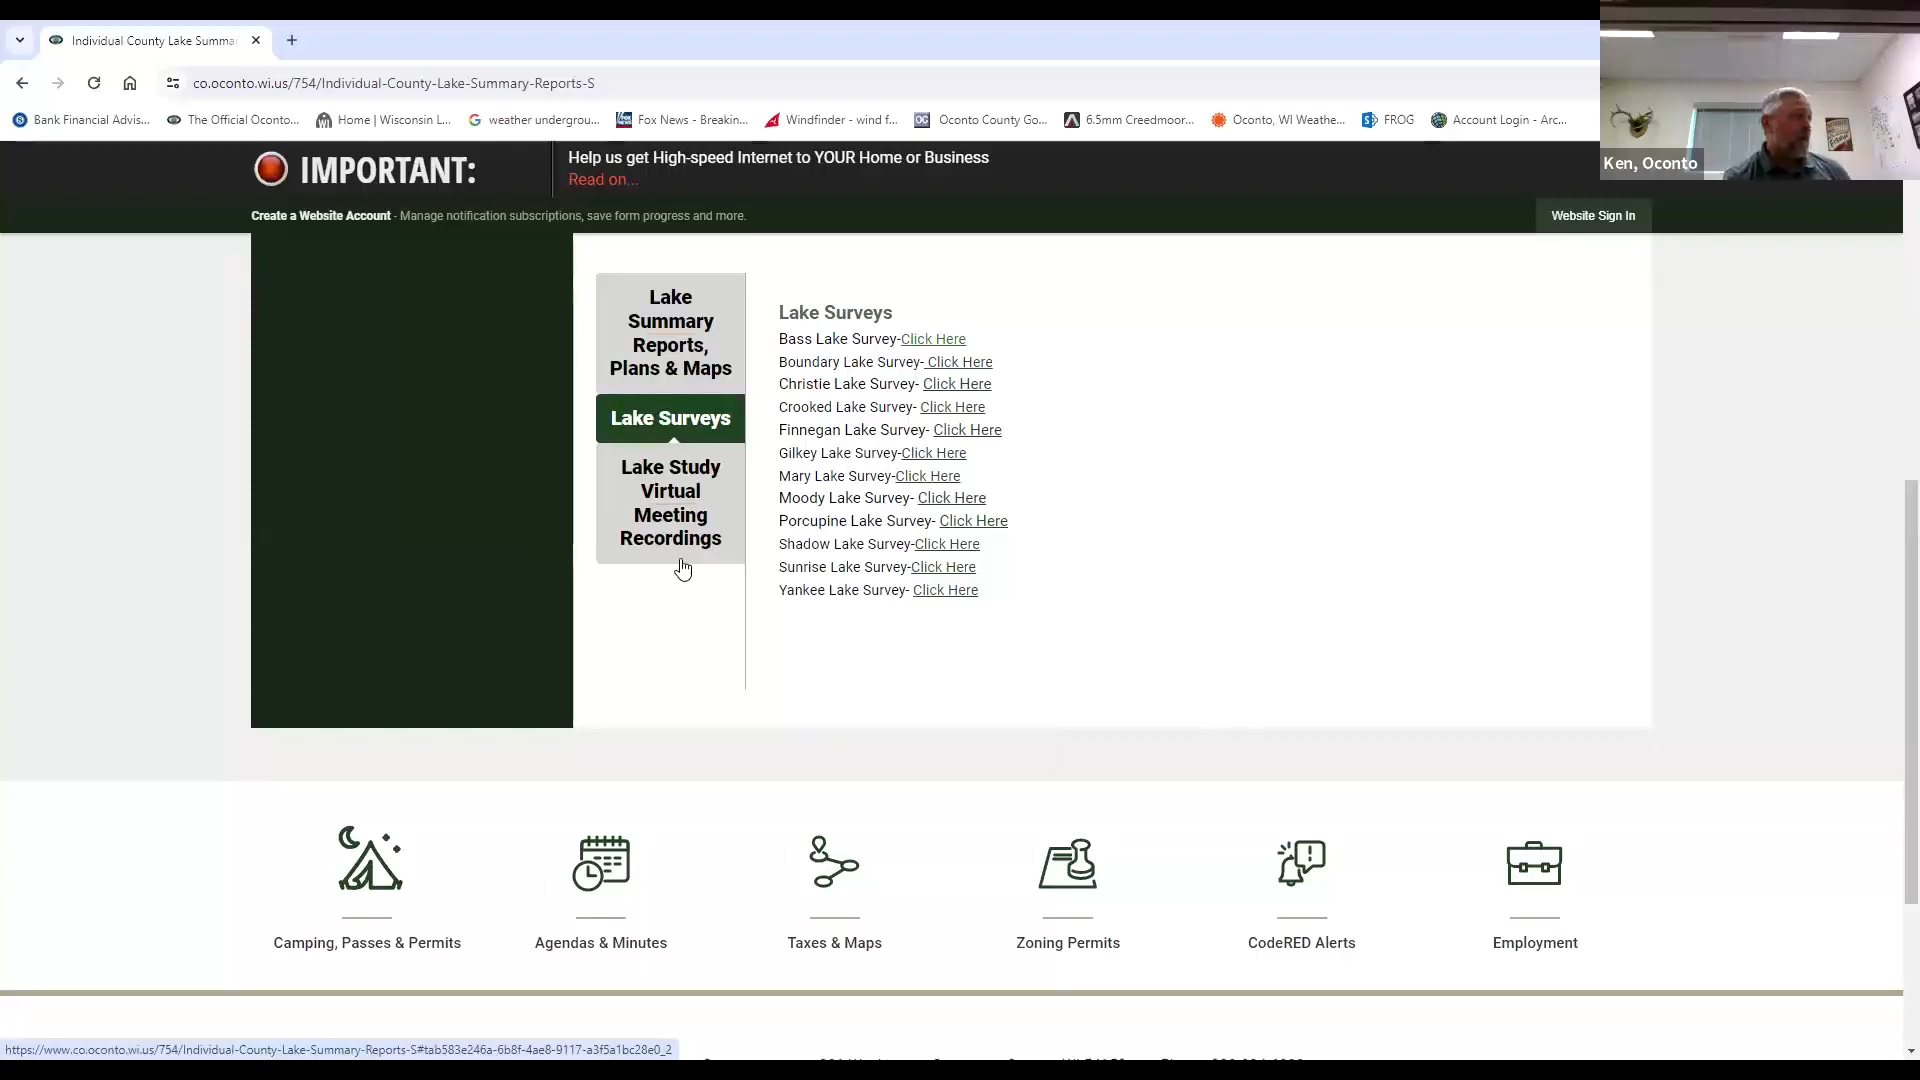 Individual County Lake Summa
co.oconto.wi.us/754/Individual-County-Lake-Summary-Reports-S
Bank Financial Advis...
The Official Oconto...
Home | Wisconsin L...
weather undergrou...
Fox News - Breakin...
Windfinder - wind f...
OC
Oconto County Go...
6.5mm Creedmoor...
Oconto, WI Weathe...
FROG
Account Login - Arc...
Ken, Oconto
IMPORTANT:
Help us get High-speed Internet to YOUR Home or Business
Read on...
Create a Website Account - Manage notification subscriptions, save form progress and more.
Website Sign In
Lake
Summary
Reports,
Plans & Maps
Lake Surveys
Lake Study
Virtual
Meeting
Recordings
Lake Surveys
Bass Lake Survey-Click Here
Boundary Lake Survey- Click Here
Christie Lake Survey- Click Here
Crooked Lake Survey- Click Here
Finnegan Lake Survey- Click Here
Gilkey Lake Survey-Click Here
Mary Lake Survey-Click Here
Moody Lake Survey- Click Here
Porcupine Lake Survey- Click Here
Shadow Lake Survey-Click Here
Sunrise Lake Survey-Click Here
Yankee Lake Survey- Click Here
Camping, Passes & Permits
Agendas & Minutes
Taxes & Maps
Zoning Permits
CodeRED Alerts
Employment
https://www.co.oconto.wi.us/754/Individual-County-Lake-Summary-Reports-S#tab583e246a-6b8f-4ae8-9117-a3f5a1bc28e0_2